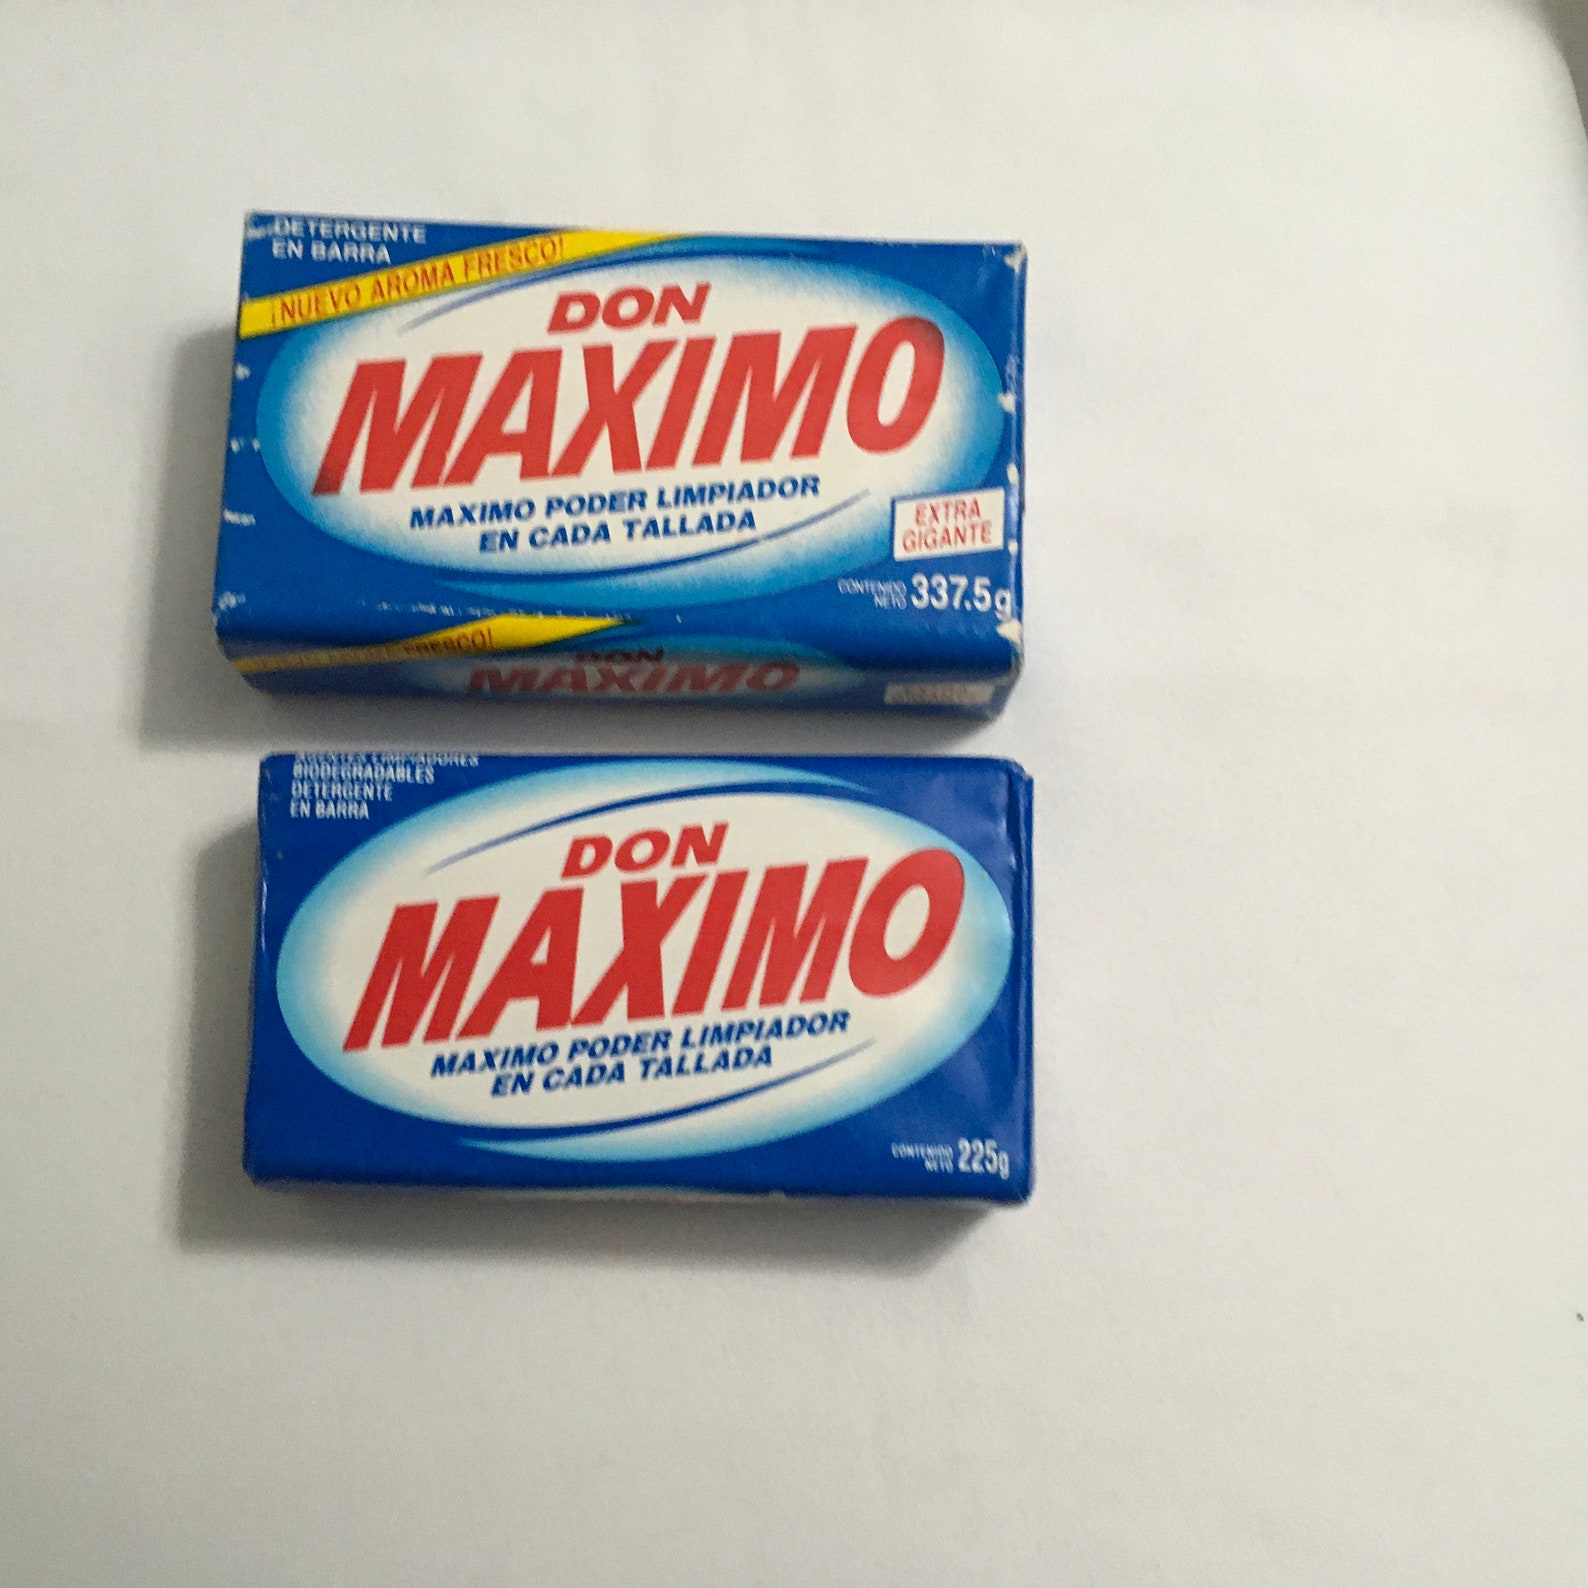 DETERGENTE
EN BARRA
¡NUEVO AROMA FRESCO!
DON
MAXIMO
MAXIMO PODER LIMPIADOR
EN CADA TALLADA
EXTRA
GIGANTE
CONTENIDO
NETO 337.5g
FRESCO!
DON
MAXIMO
AGENTES LIMPIADORES
BIODEGRADABLES
DETERGENTE
EN BARRA
DON
MAXIMO
MAXIMO PODER LIMPIADOR
EN CADA TALLADA
CONTENIDO
NETO 225g